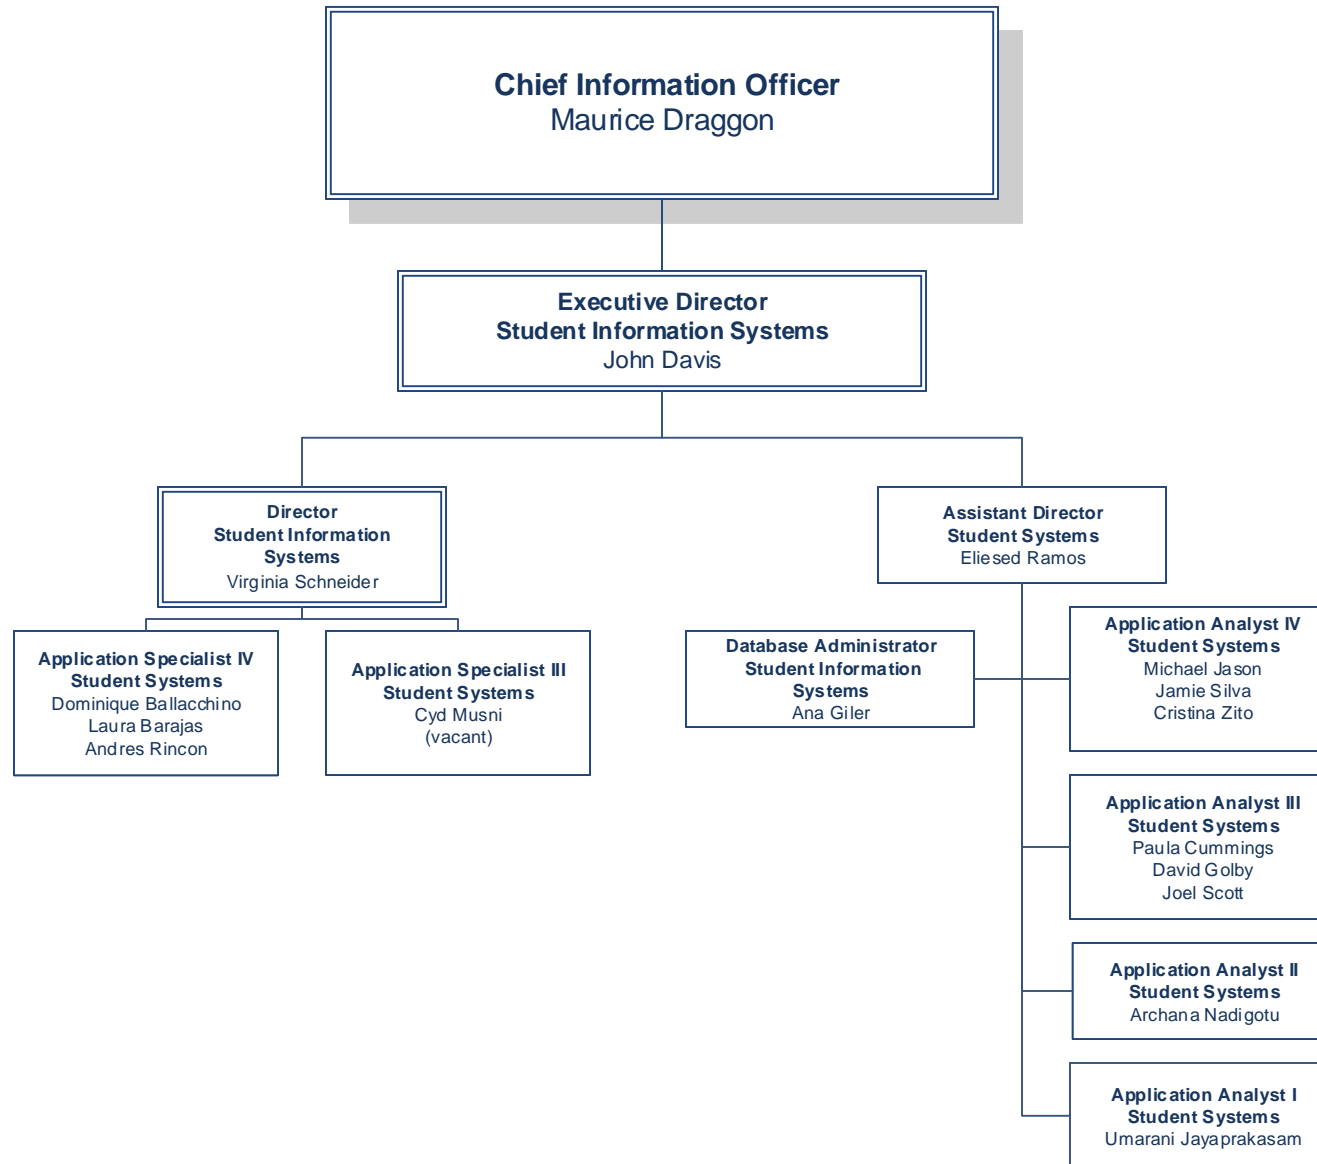 Chief Information Officer
Maurice Draggon
Executive Director
Student Information Systems
John Davis
Director
Student Information
Systems
Virginia Schneider
Assistant Director
Student Systems
Eliesed Ramos
Application Specialist IV
Student Systems
Dominique Ballacchino
Laura Barajas
Andres Rincon
Application Specialist III
Student Systems
Cyd Musni
(vacant)
Database Administrator
Student Information
Systems
Ana Giler
Application Analyst IV
Student Systems
Michael Jason
Jamie Silva
Cristina Zito
Application Analyst III
Student Systems
Paula Cummings
David Golby
Joel Scott
Application Analyst II
Student Systems
Archana Nadigotu
Application Analyst I
Student Systems
Umarani Jayaprakasam